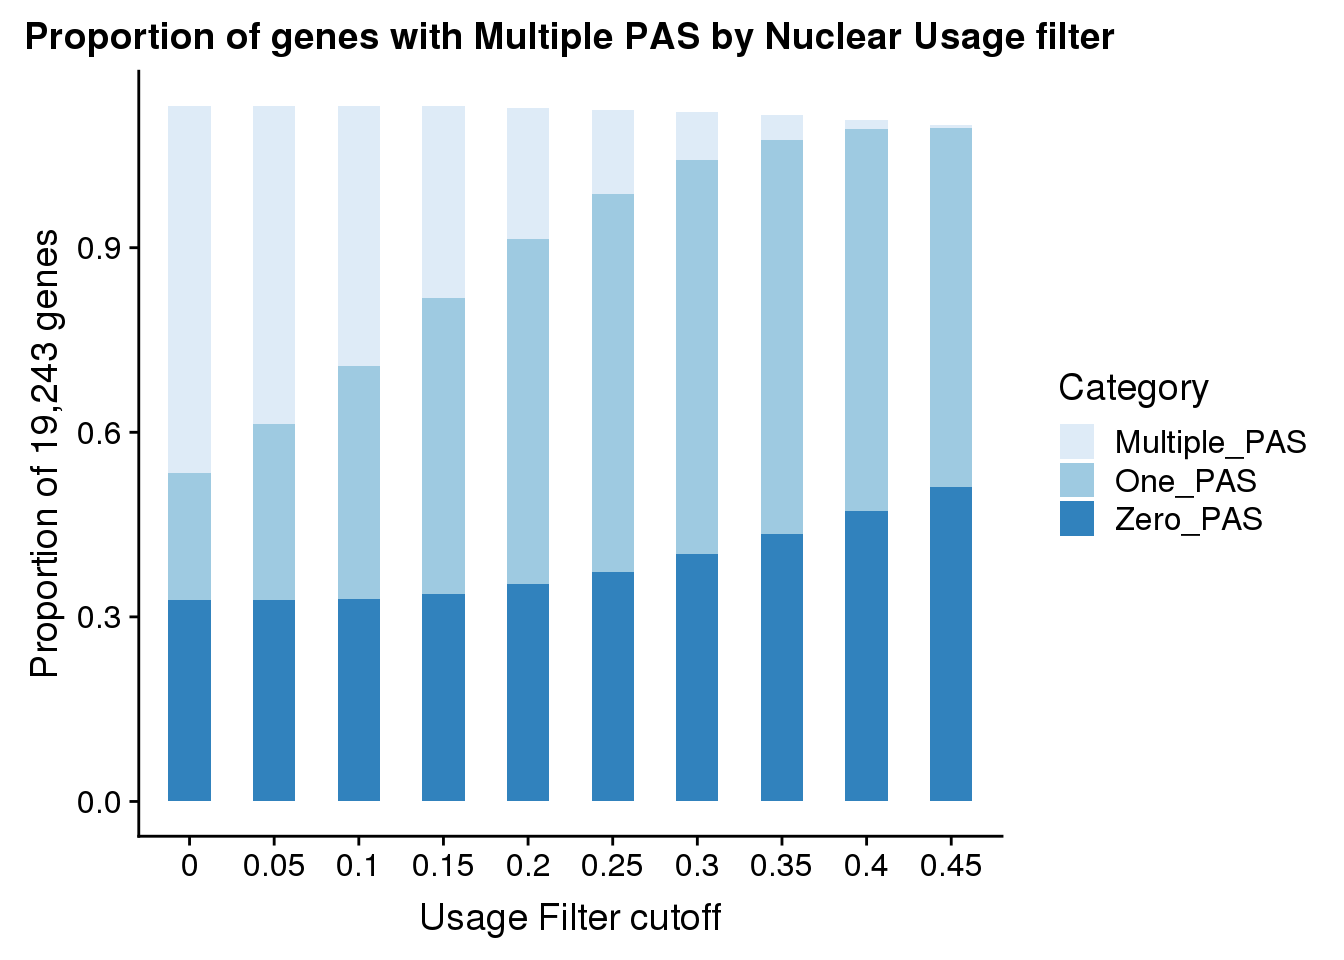 Proportion of genes with Multiple PAS by Nuclear Usage filter
Proportion of 19,243 genes
0.9
0.6
0.3
0.0
0 0.05 0.1 0.15 0.2 0.25 0.3 0.35 0.4 0.45
Usage Filter cutoff
Category
Multiple_PAS
One_PAS
Zero_PAS